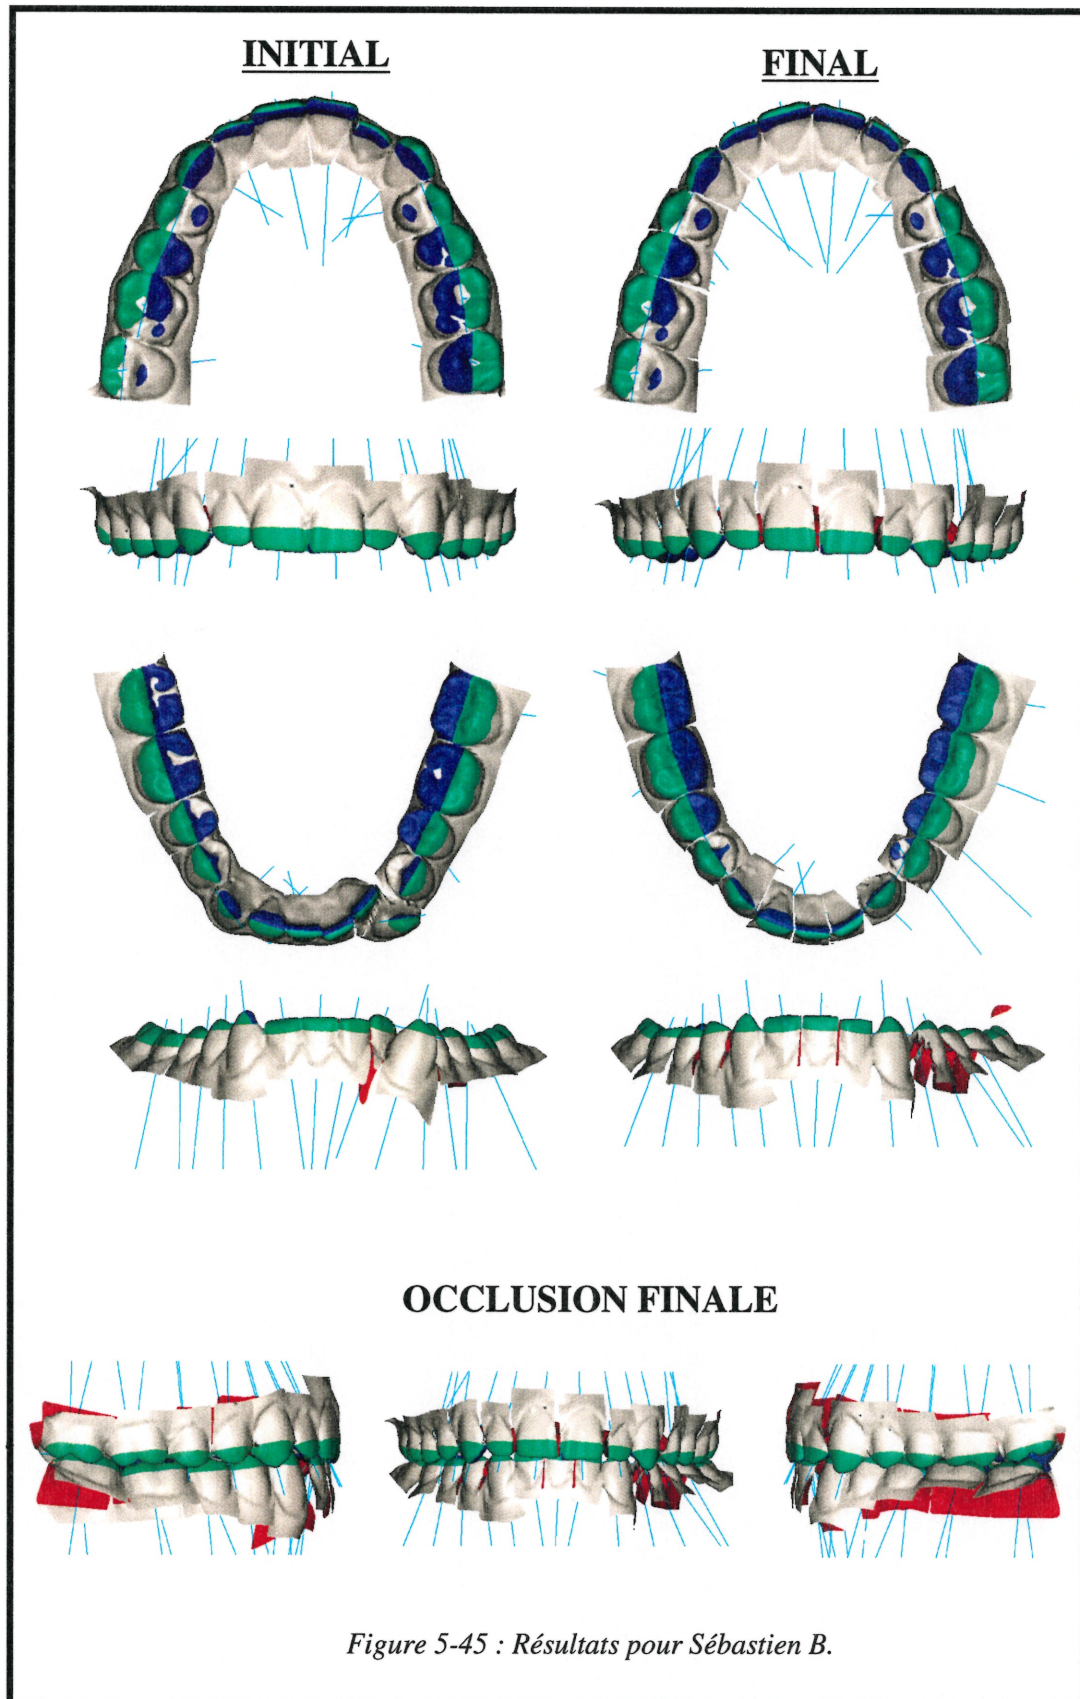 INITIAL
FINAL
OCCLUSION FINALE
Figure 5-45 : Résultats pour Sébastien B.